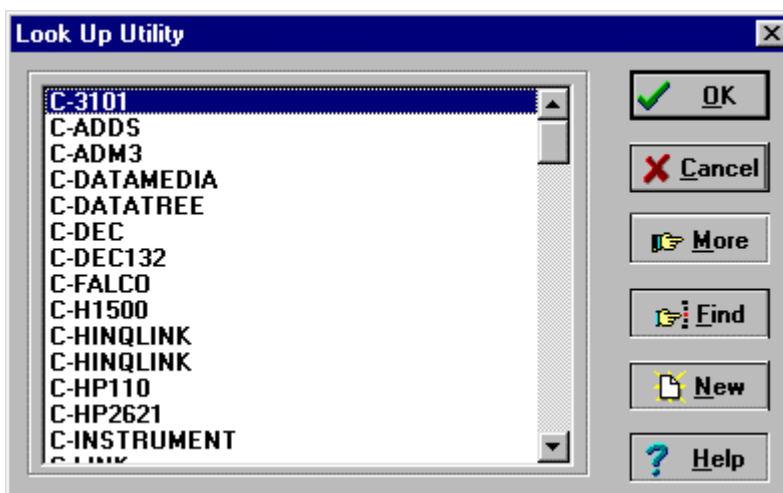 Look Up Utility
C-3101
C-ADDS
C-ADM3
C-DATAMEDIA
C-DATATREE
C-DEC
C-DEC132
C-FALCO
C-H1500
C-HINQLINK
C-HINQLINK
C-HP110
C-HP2621
C-INSTRUMENT
C-LINK
OK
Cancel
More
Find
New
Help